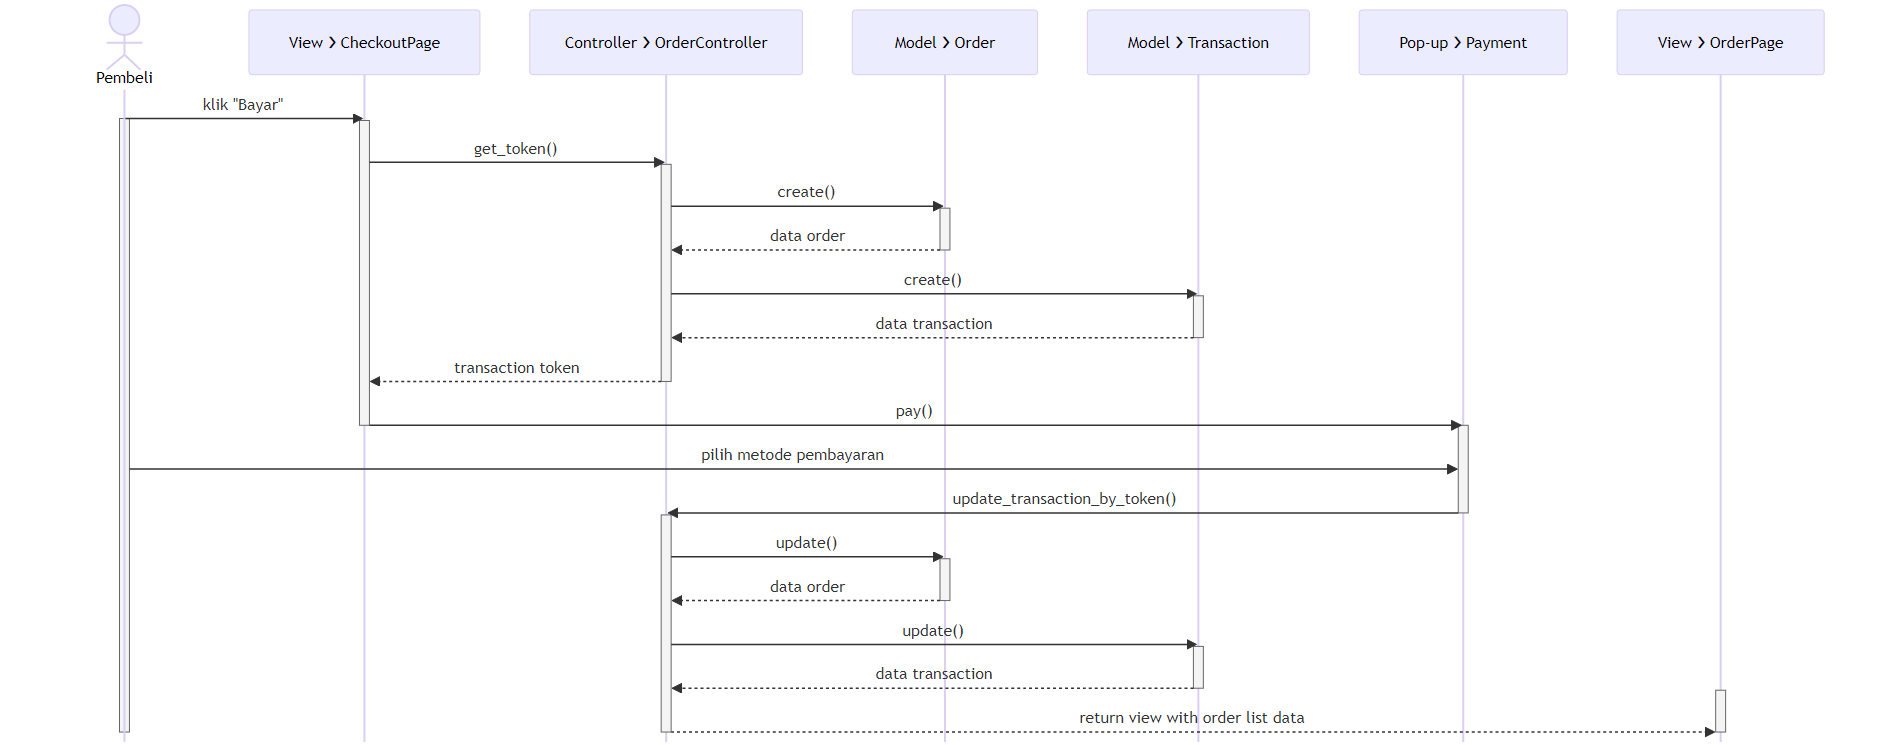 Pembeli
View > CheckoutPage
Controller > OrderController
Model > Order
Model > Transaction
Pop-up > Payment
View > OrderPage
klik "Bayar"
get_token()
create()
data order
create()
data transaction
transaction token
pay()
pilih metode pembayaran
update_transaction_by_token()
update()
data order
update()
data transaction
return view with order list data